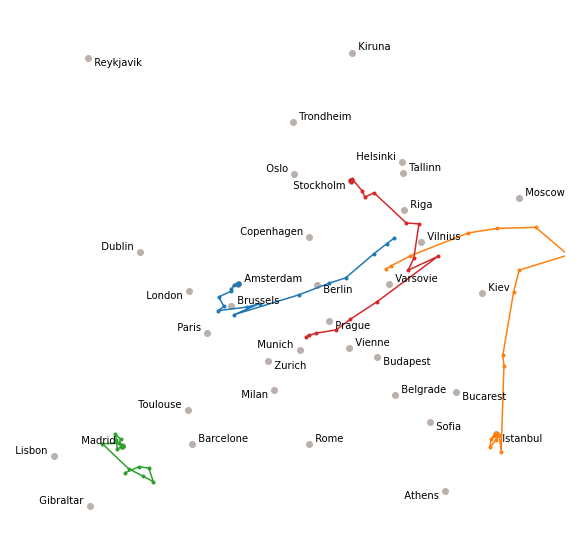 Kiruna
Reykjavik
Trondheim
Helsinki
Oslo
Tallinn
Stockholm
Moscow
Riga
Copenhagen
Vilnius
Dublin
Amsterdam
Varsovie
Kiev
Berlin
London
Brussels
Paris
Prague
Munich
Vienne
Zurich
Budapest
Milan
Belgrade
Bucarest
Toulouse
Sofia
Madrid
Barcelone
Rome
Istanbul
Lisbon
Gibraltar
Athens